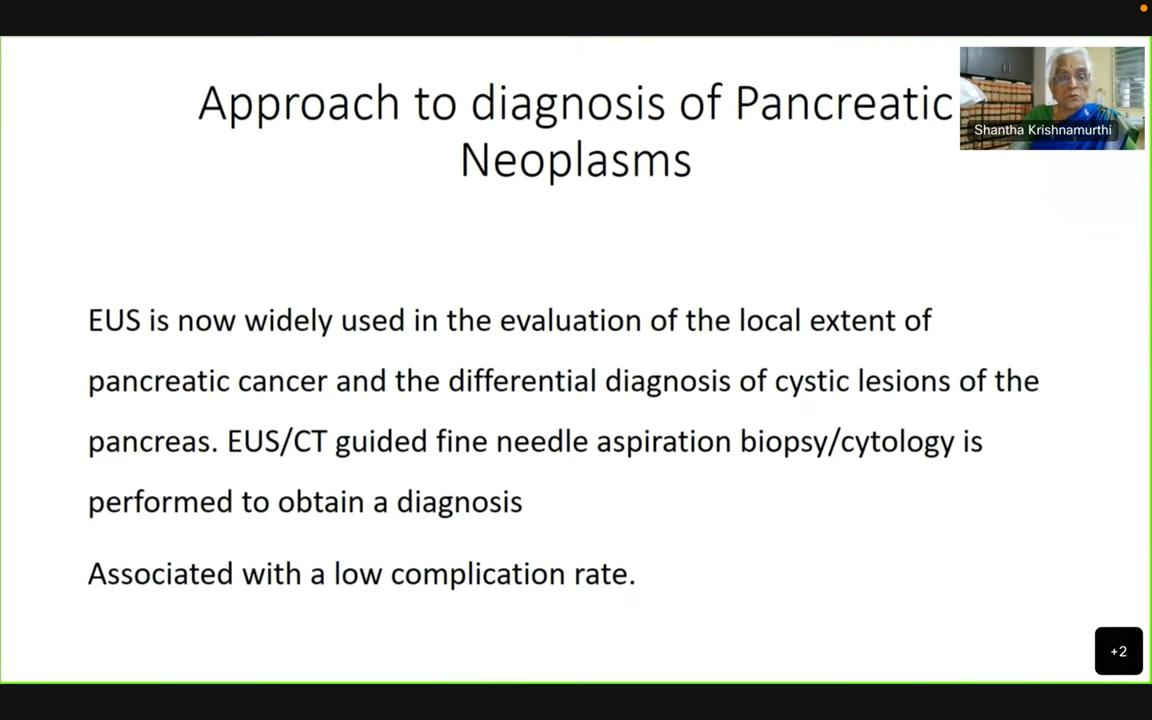 Approach to diagnosis of Pancreatic
Neoplasms
Shantha Krishnamurthi
EUS is now widely used in the evaluation of the local extent of
pancreatic cancer and the differential diagnosis of cystic lesions of the
pancreas. EUS/CT guided fine needle aspiration biopsy/cytology is
performed to obtain a diagnosis
Associated with a low complication rate.
+2